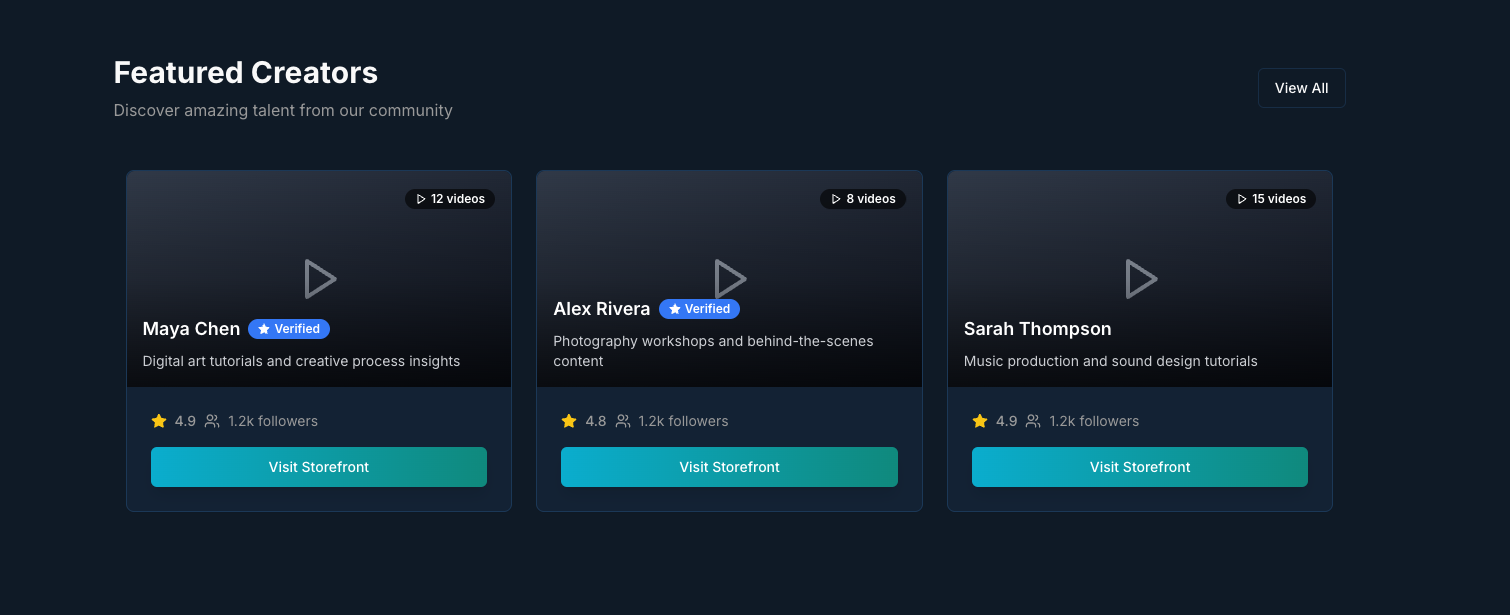 Featured Creators
Discover amazing talent from our community
View All
12 videos
Maya Chen
Verified
Digital art tutorials and creative process insights
4.9
1.2k followers
Visit Storefront
8 videos
Alex Rivera
Verified
Photography workshops and behind-the-scenes
content
4.8
1.2k followers
Visit Storefront
15 videos
Sarah Thompson
Music production and sound design tutorials
4.9
1.2k followers
Visit Storefront